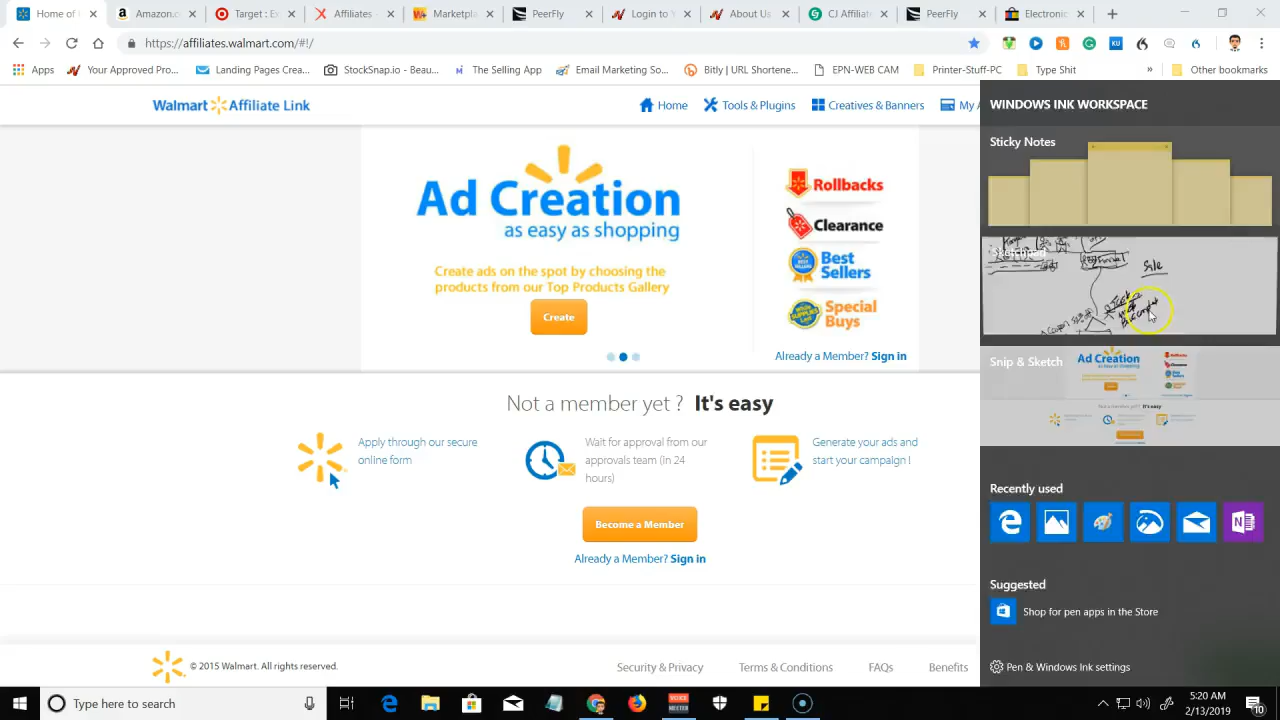 Home of
Amazon.c
Target : Ex
Affiliates
Marketpla
PeerFly
Login to
About Us
CJ Affiliate
PeerFly
Electronic
https://affiliates.walmart.com/#!/
Apps
Your Approved Pro...
Landing Pages Crea...
StockSnap.io - Beau...
The Selling App
Email Marketing So...
Bitly | URL Shortene...
EPN-WEB CAM
Printer-Stuff-PC
Type Shit
»
Other bookmarks
Walmart Affiliate Link
Home
Tools & Plugins
Creatives & Banners
My A
Ad Creation
as easy as shopping
Create ads on the spot by choosing the
products from our Top Products Gallery
Create
Rollbacks
Clearance
Best
Sellers
Special
Buys
Already a Member? Sign in
Not a member yet ? It's easy
Apply through our secure
online form
Wait for approval from our
approvals team (In 24
hours)
Generate your ads and
start your campaign !
Become a Member
Already a Member? Sign in
© 2015 Walmart. All rights reserved.
Security & Privacy
Terms & Conditions
FAQs
Benefits
WINDOWS INK WORKSPACE
Sticky Notes
Sketchpad
Sale
Snip & Sketch
Ad Creation
Recently used
Suggested
Shop for pen apps in the Store
Pen & Windows Ink settings
Type here to search
VOICE
MEETER
5:20 AM
2/13/2019
10